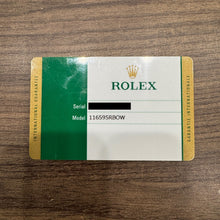 INTERNATIONAL GUARANTEE
ROLEX
Serial
Model 116595RBOW
GARANTIE INTERNATIONALE